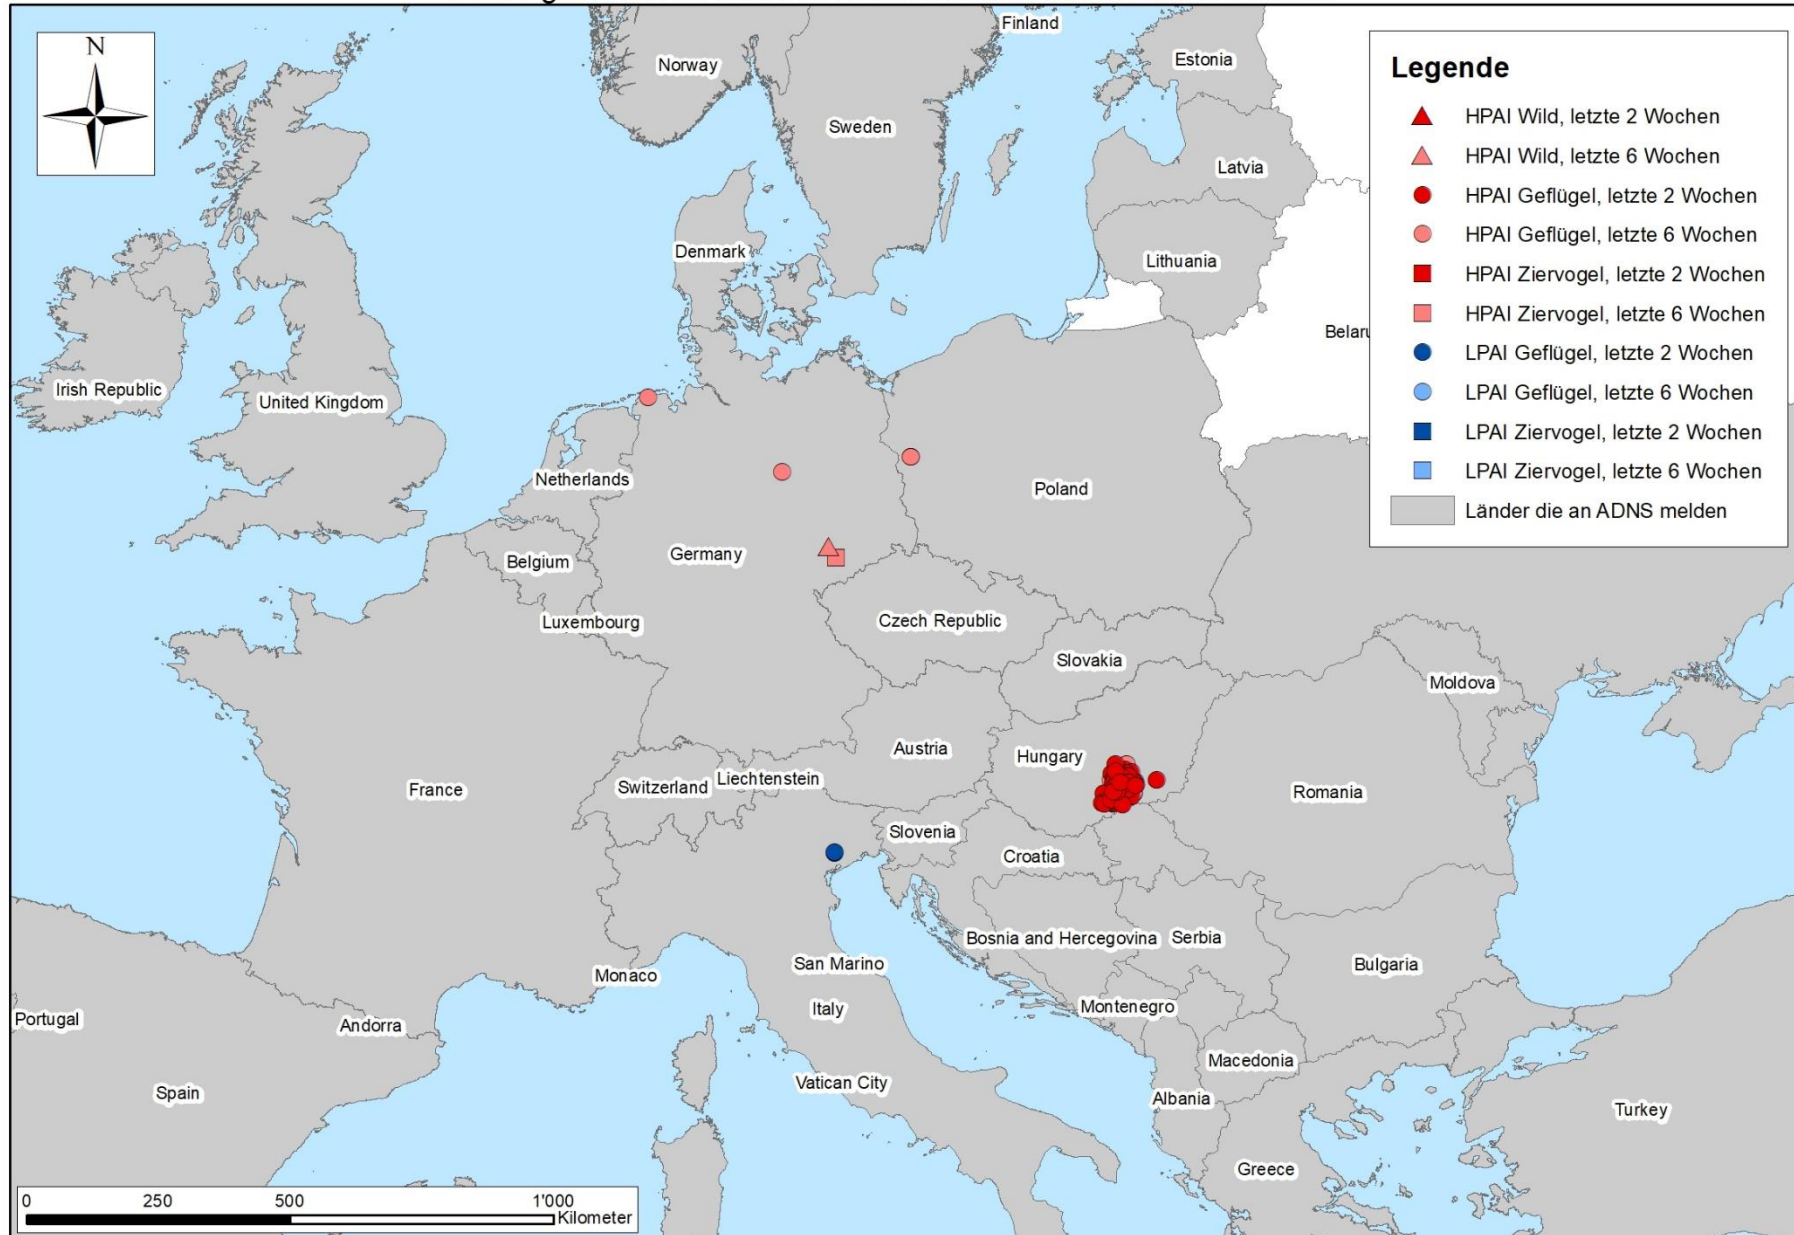 N
Finland
Norway
Estonia
Sweden
Latvia
Denmark
Lithuania
Belaru
Irish Republic
United Kingdom
Netherlands
Poland
Germany
Belgium
Luxembourg
Czech Republic
Slovakia
Moldova
Austria
Hungary
Liechtenstein
Switzerland
France
Romania
Slovenia
Croatia
Bosnia and Hercegovina
Serbia
San Marino
Bulgaria
Monaco
Italy
Montenegro
Portugal
Andorra
Macedonia
Vatican City
Spain
Albania
Turkey
Greece
Legende
HPAI Wild, letzte 2 Wochen
HPAI Wild, letzte 6 Wochen
HPAI Geflügel, letzte 2 Wochen
HPAI Geflügel, letzte 6 Wochen
HPAI Ziervogel, letzte 2 Wochen
HPAI Ziervogel, letzte 6 Wochen
LPAI Geflügel, letzte 2 Wochen
LPAI Geflügel, letzte 6 Wochen
LPAI Ziervogel, letzte 2 Wochen
LPAI Ziervogel, letzte 6 Wochen
Länder die an ADNS melden
0 250 500 1'000
Kilometer